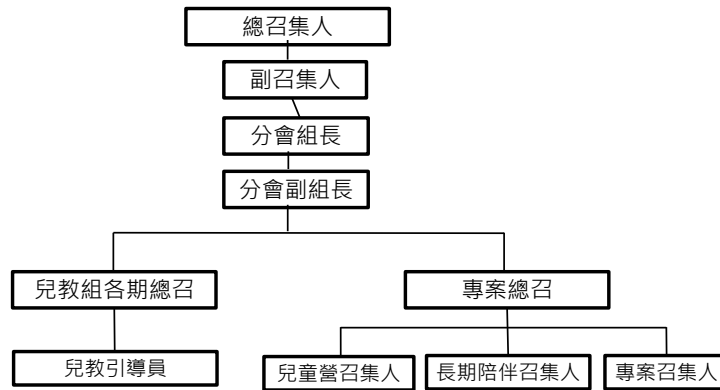 總召集人
副召集人
分會組長
分會副組長
兒教組各期總召
專案總召
兒教引導員
兒童營召集人
長期陪伴召集人
專案召集人